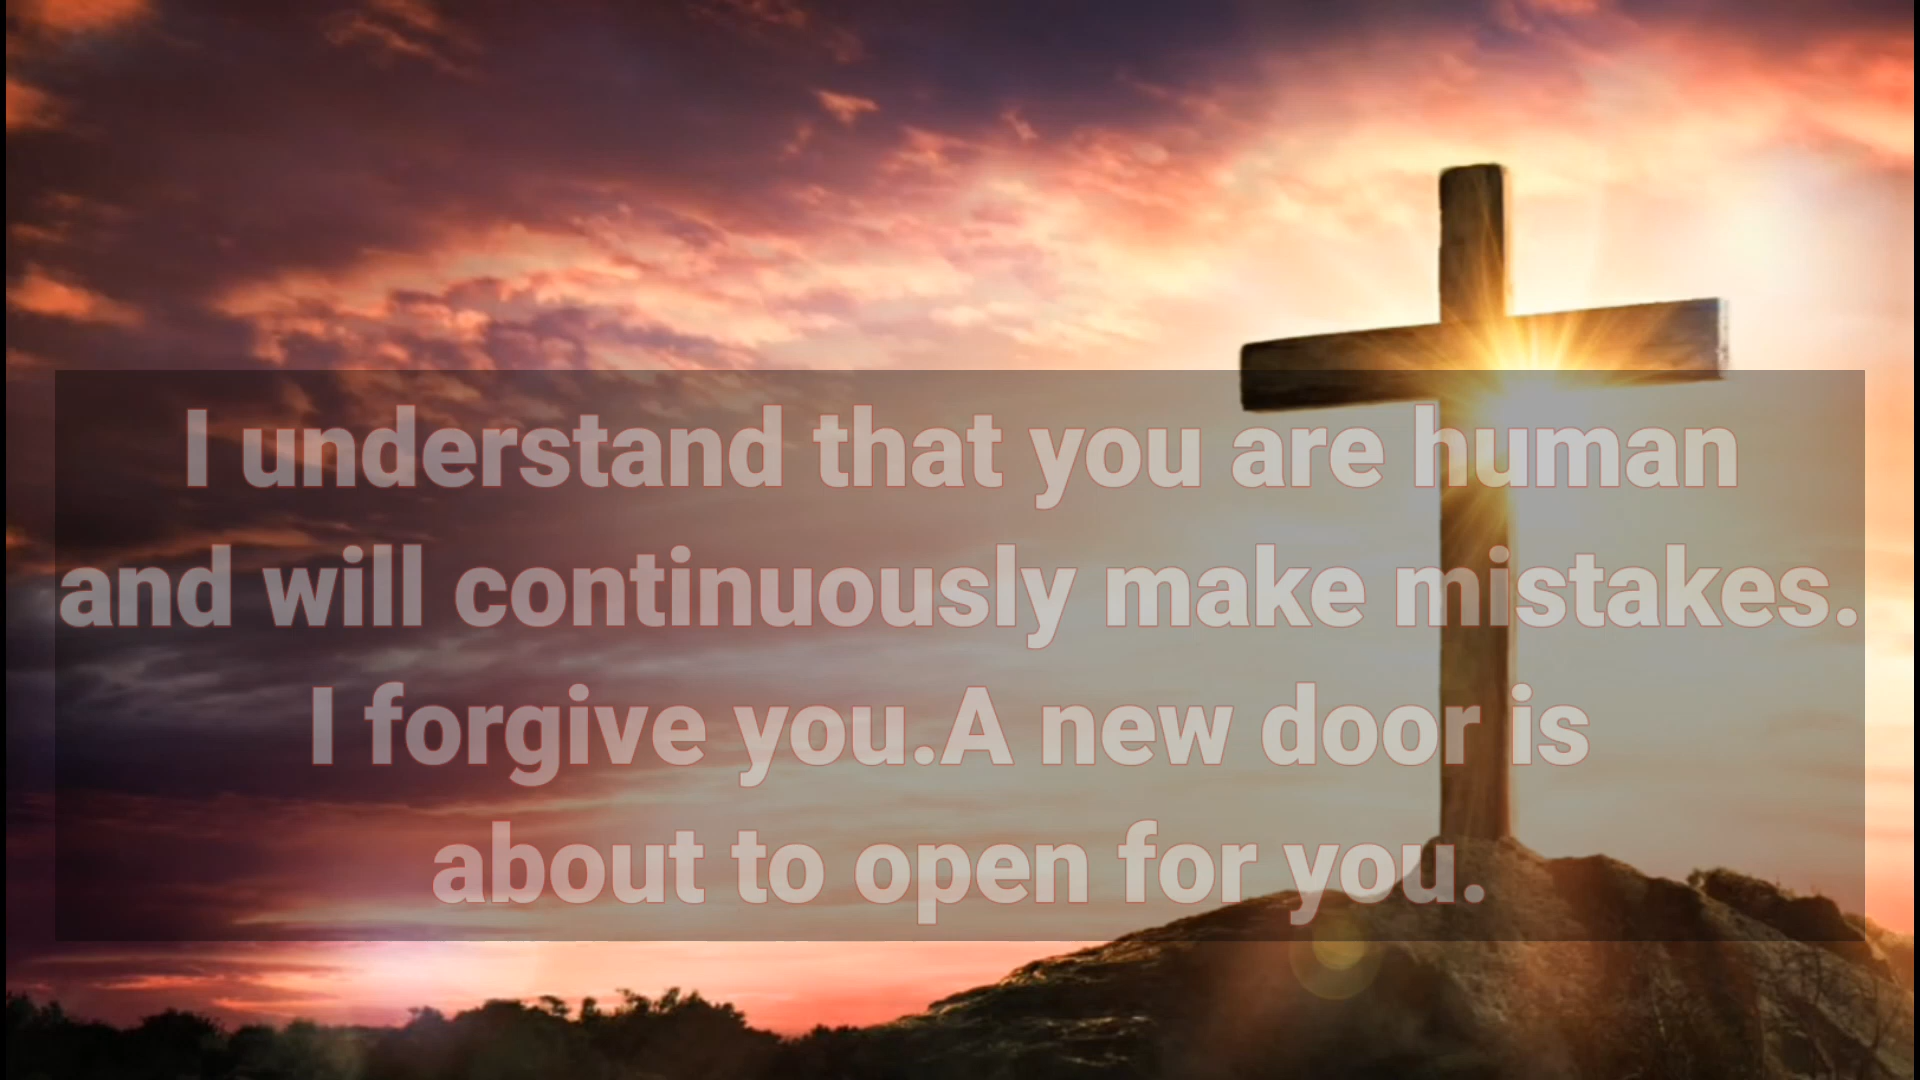 I understand that you are human
and will continuously make mistakes.
I forgive you.A new door is
about to open for you.